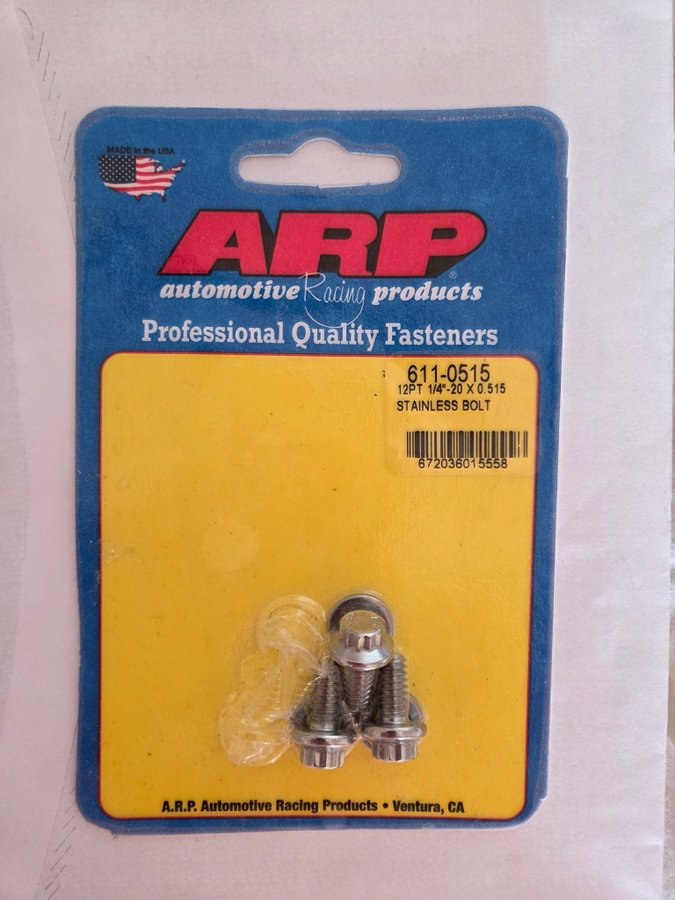 MADE in the USA
ARP®
automotive Racing products
Professional Quality Fasteners
611-0515
12PT 1/4"-20 X 0.515
STAINLESS BOLT
672036015558
A.R.P. Automotive Racing Products • Ventura, CA